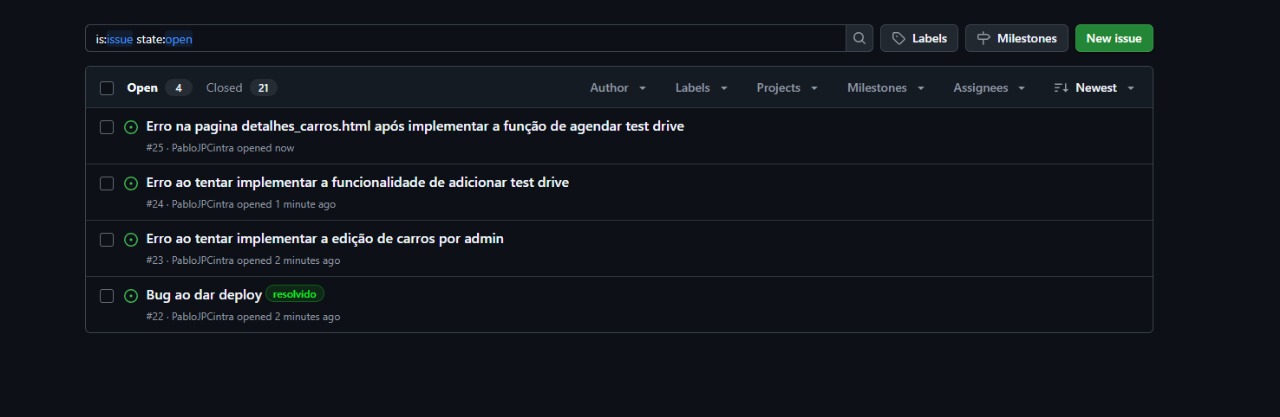 is:issue state:open
Labels
Milestones
New issue
Open 4 Closed 21 Author Labels Projects Milestones Assignees Newest
Erro na pagina detalhes_carros.html após implementar a função de agendar test drive
#25 · PabloJPCintra opened now
Erro ao tentar implementar a funcionalidade de adicionar test drive
#24 · PabloJPCintra opened 1 minute ago
Erro ao tentar implementar a edição de carros por admin
#23 · PabloJPCintra opened 2 minutes ago
Bug ao dar deploy resolvido
#22 · PabloJPCintra opened 2 minutes ago